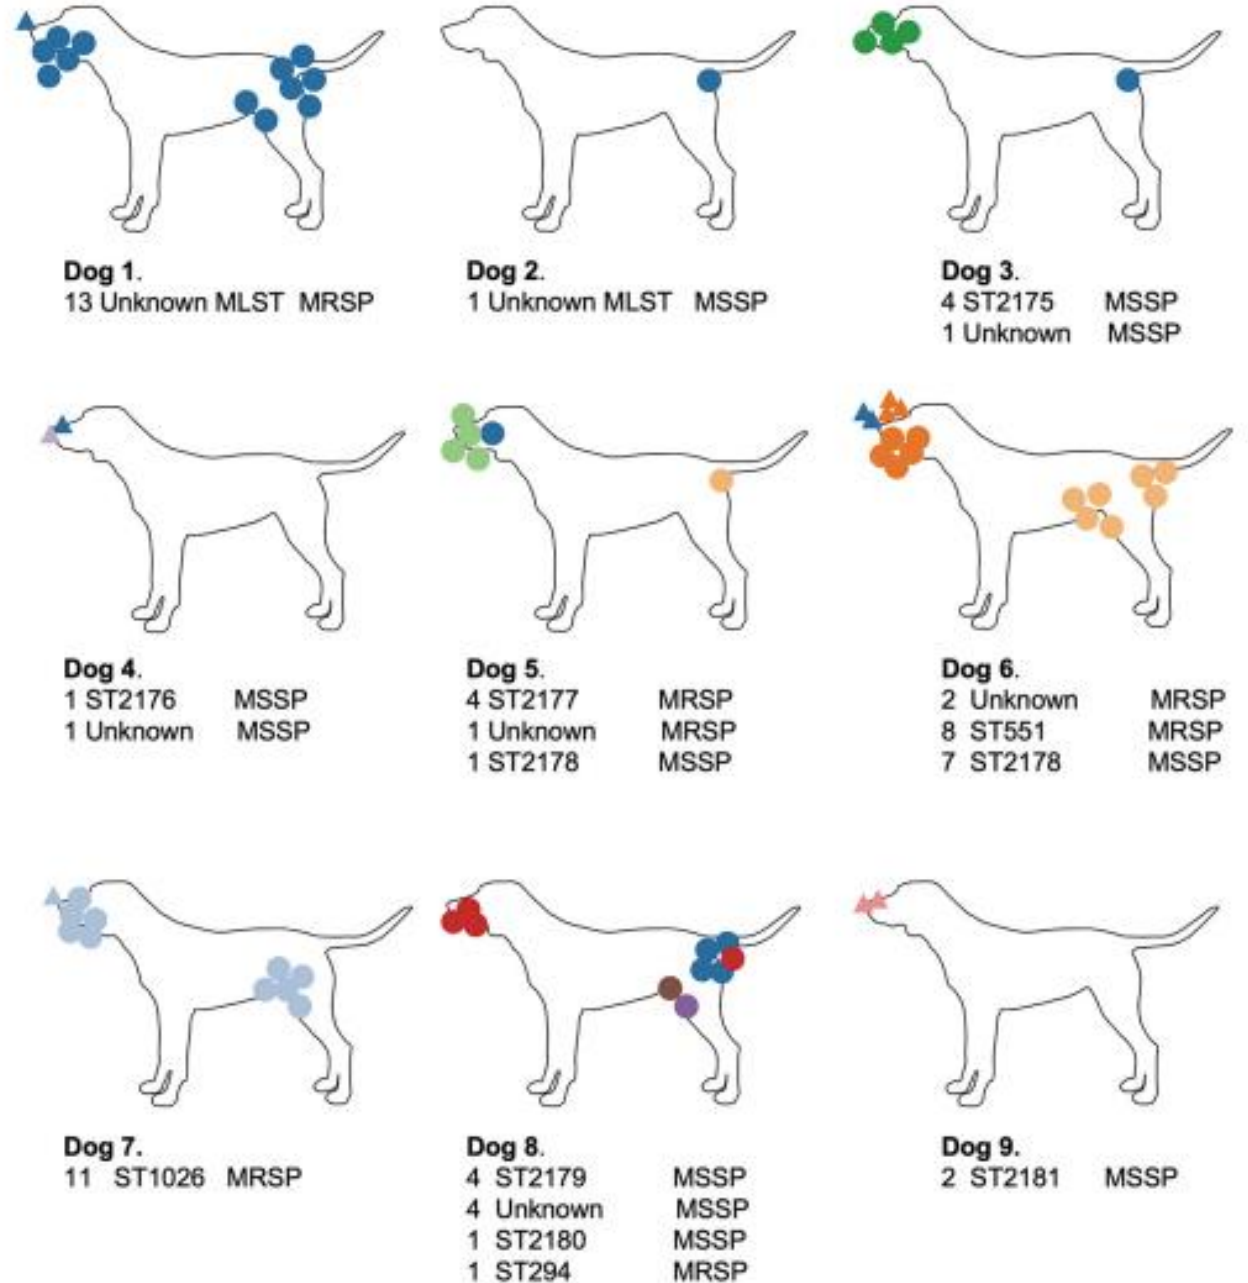 Dog 1.
13 Unknown MLST MRSP
Dog 2.
1 Unknown MLST MSSP
Dog 3.
4 ST2175 MSSP
1 Unknown MSSP
Dog 4.
1 ST2176 MSSP
1 Unknown MSSP
Dog 5.
4 ST2177 MRSP
1 Unknown MRSP
1 ST2178 MSSP
Dog 6.
2 Unknown MRSP
8 ST551 MRSP
7 ST2178 MSSP
Dog 7.
11 ST1026 MRSP
Dog 8.
4 ST2179 MSSP
4 Unknown MSSP
1 ST2180 MSSP
1 ST294 MRSP
Dog 9.
2 ST2181 MSSP